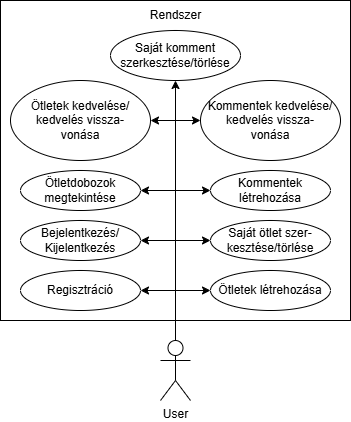 Rendszer
Saját komment
szerkesztése/törlése
Ötletek kedvelése/
kedvelés vissza-
vonása
Kommentek kedvelése/
kedvelés vissza-
vonása
Ötletdobozok
megtekintése
Kommentek
létrehozása
Bejelentkezés/
Kijelentkezés
Saját ötlet szer-
kesztése/törlése
Regisztráció
Ötletek létrehozása
User